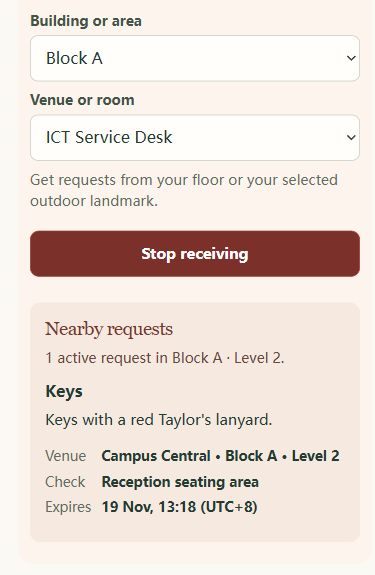 Building or area
Block A
Venue or room
ICT Service Desk
Get requests from your floor or your selected
outdoor landmark.
Stop receiving
Nearby requests
1 active request in Block A · Level 2.
Keys
Keys with a red Taylor's lanyard.
Venue Campus Central • Block A • Level 2
Check Reception seating area
Expires 19 Nov, 13:18 (UTC+8)